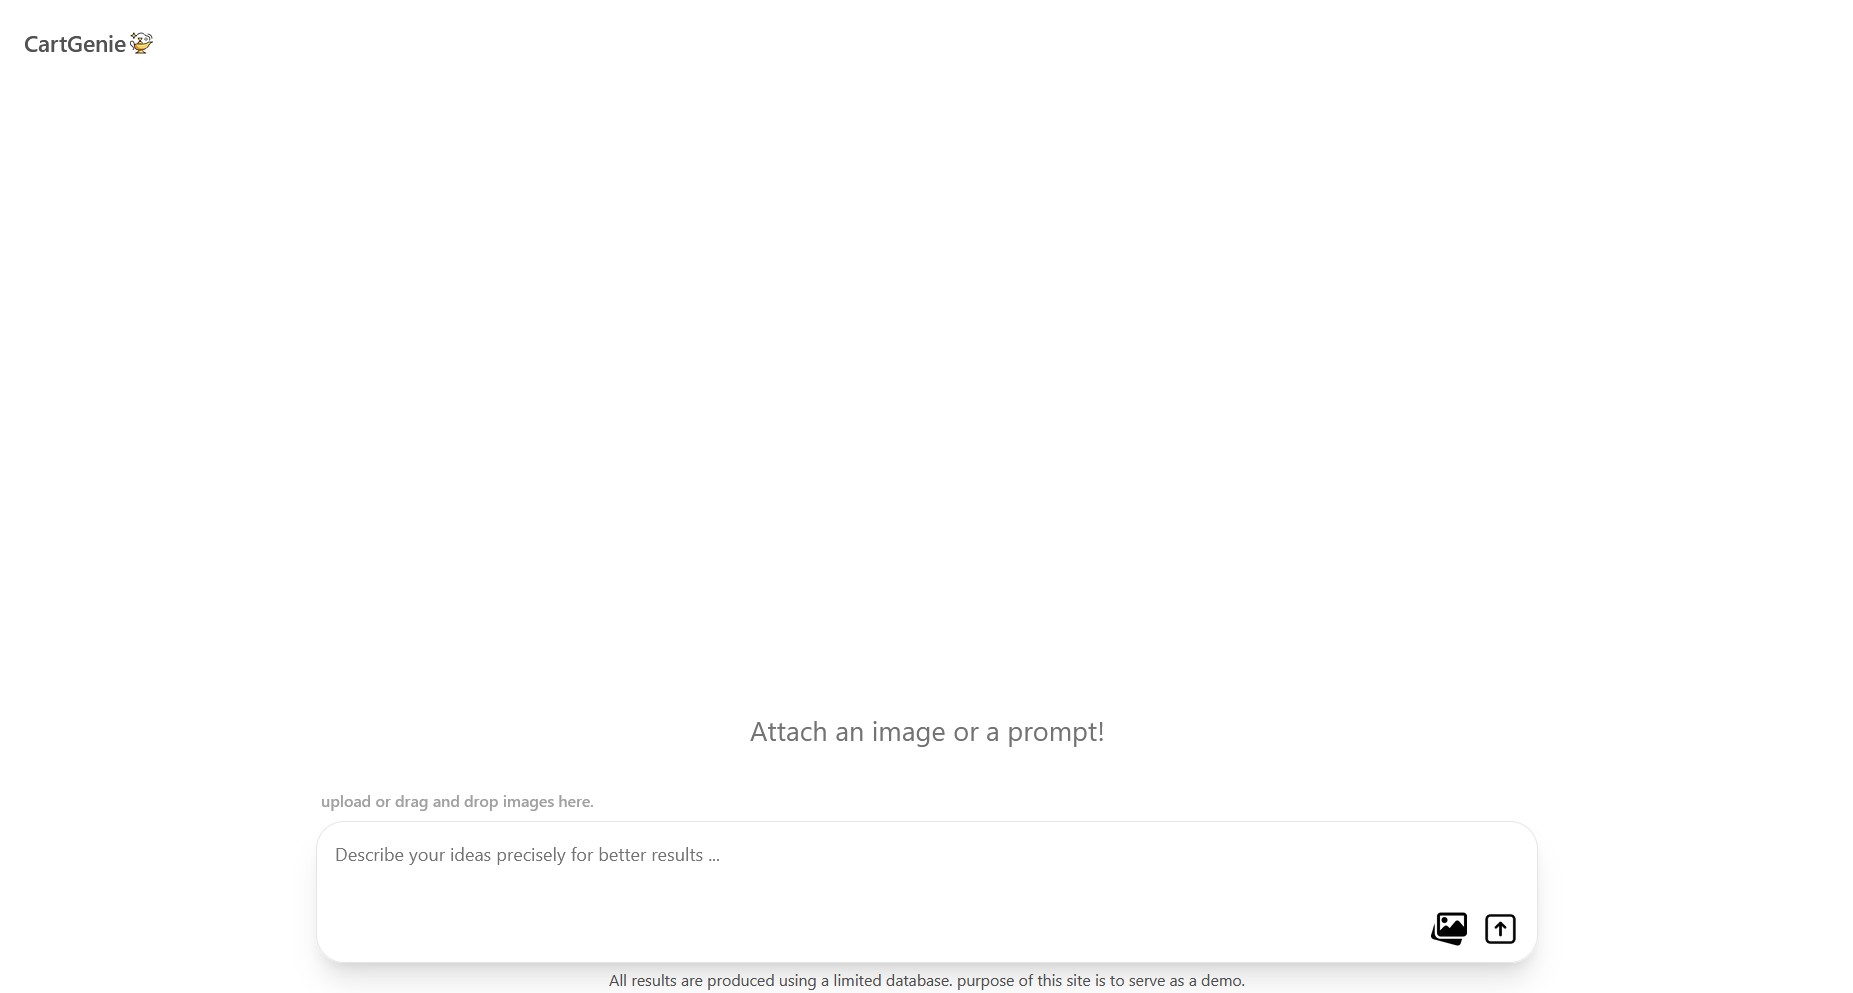 CartGenie
Attach an image or a prompt!
upload or drag and drop images here.
Describe your ideas precisely for better results ...
All results are produced using a limited database. purpose of this site is to serve as a demo.